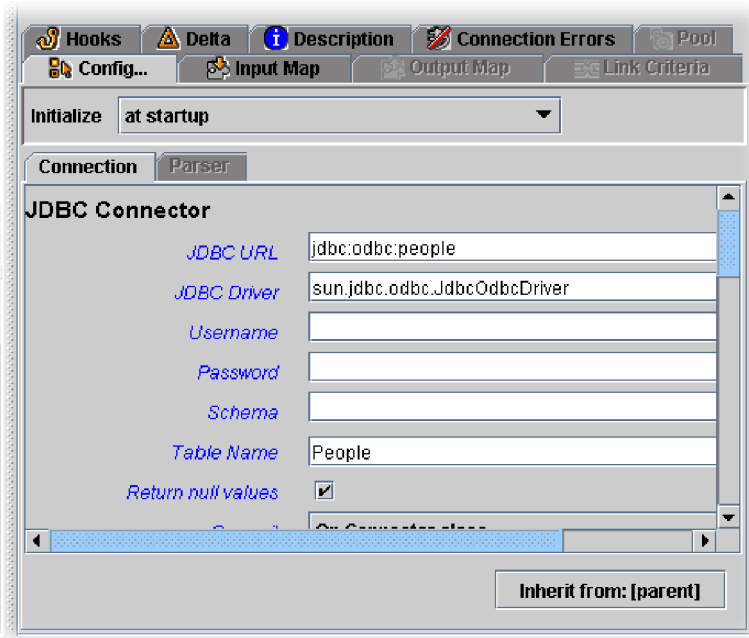 Hooks Delta Description Connection Errors Pool
Config... Input Map Output Map Link Criteria
Initialize at startup
Connection Parser
JDBC Connector
JDBC URL jdbc:odbc:people
JDBC Driver sun.jdbc.odbc.JdbcOdbcDriver
Username
Password
Schema
Table Name People
Return null values
Inherit from: [parent]